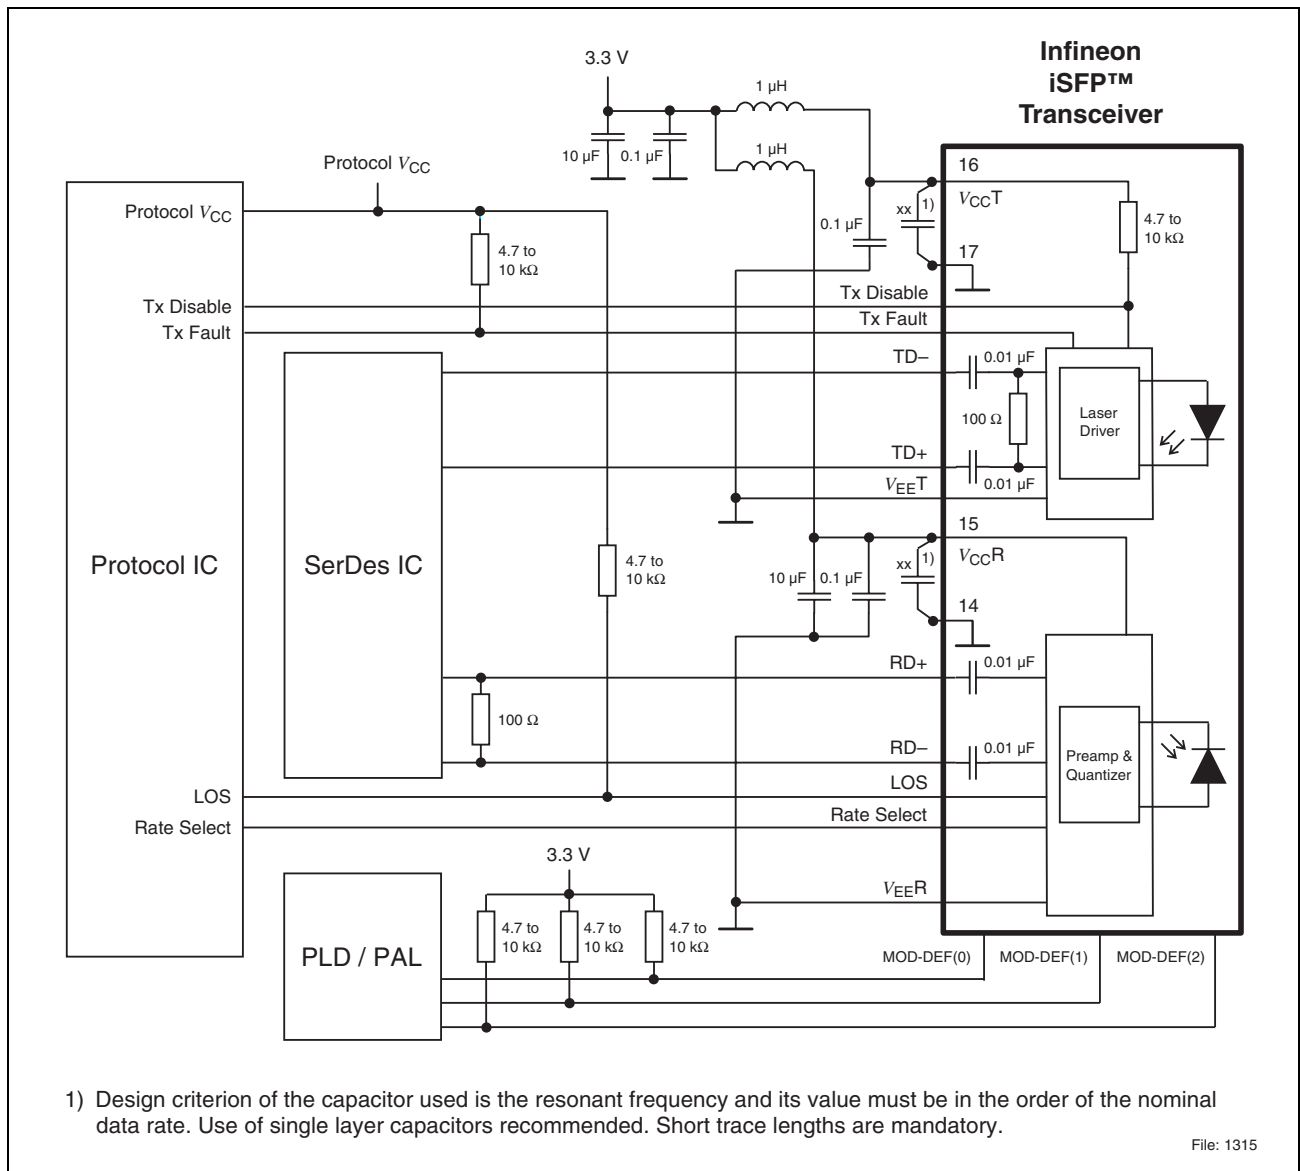 Infineon
iSFP™
Transceiver
3.3 V
1 µH
10 µF
0.1 µF
1 µH
Protocol VCC
16
VCCT
xx
1)
4.7 to
10 kΩ
Protocol VCC
0.1 µF
17
4.7 to
10 kΩ
Tx Disable
Tx Disable
Tx Fault
Tx Fault
TD–
0.01 µF
100 Ω
Laser
Driver
TD+
0.01 µF
VEET
15
VCCR
Protocol IC
SerDes IC
4.7 to
10 kΩ
10 µF
0.1 µF
xx
1)
14
RD+
0.01 µF
100 Ω
RD–
0.01 µF
Preamp &
Quantizer
LOS
LOS
Rate Select
Rate Select
3.3 V
VEER
4.7 to
10 kΩ
4.7 to
10 kΩ
4.7 to
10 kΩ
PLD / PAL
MOD-DEF(0)
MOD-DEF(1)
MOD-DEF(2)
1) Design criterion of the capacitor used is the resonant frequency and its value must be in the order of the nominal
data rate. Use of single layer capacitors recommended. Short trace lengths are mandatory.
File: 1315